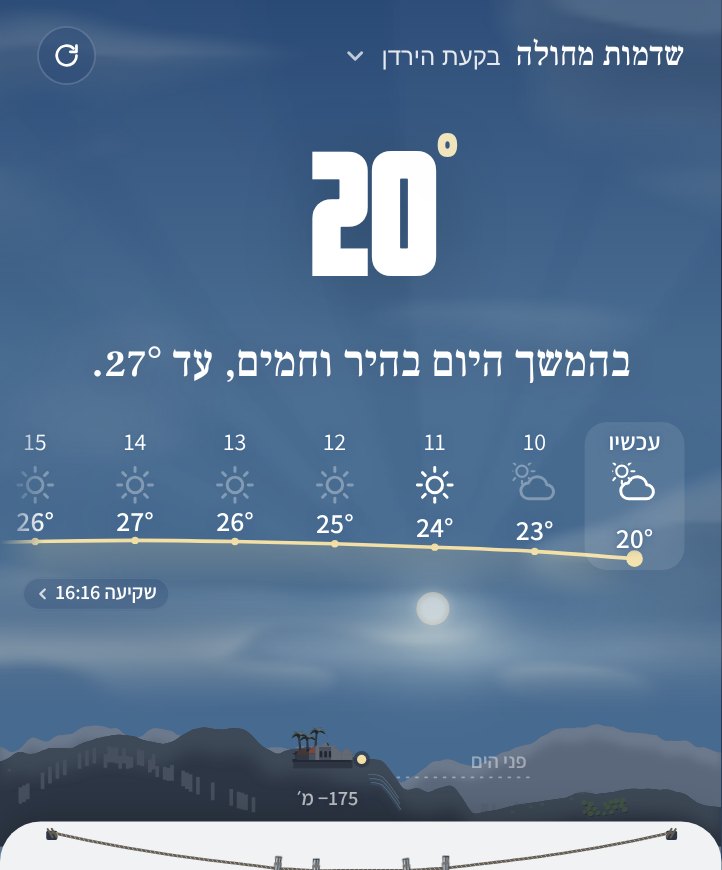 שדמות מחולה בקעת הירדן
20°
בהמשך היום בהיר וחמים, עד 27°.
עכשיו 10 11 12 13 14 15
20° 23° 24° 25° 26° 27° 26°
שקיעה 16:16
פני הים
−175 מ׳